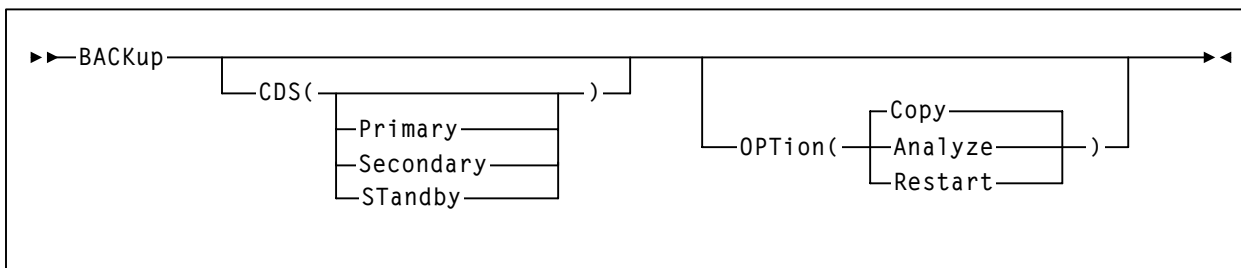 BACKup
CDS( )
Primary
Secondary
STandby
OPTion( Copy
Analyze )
Restart